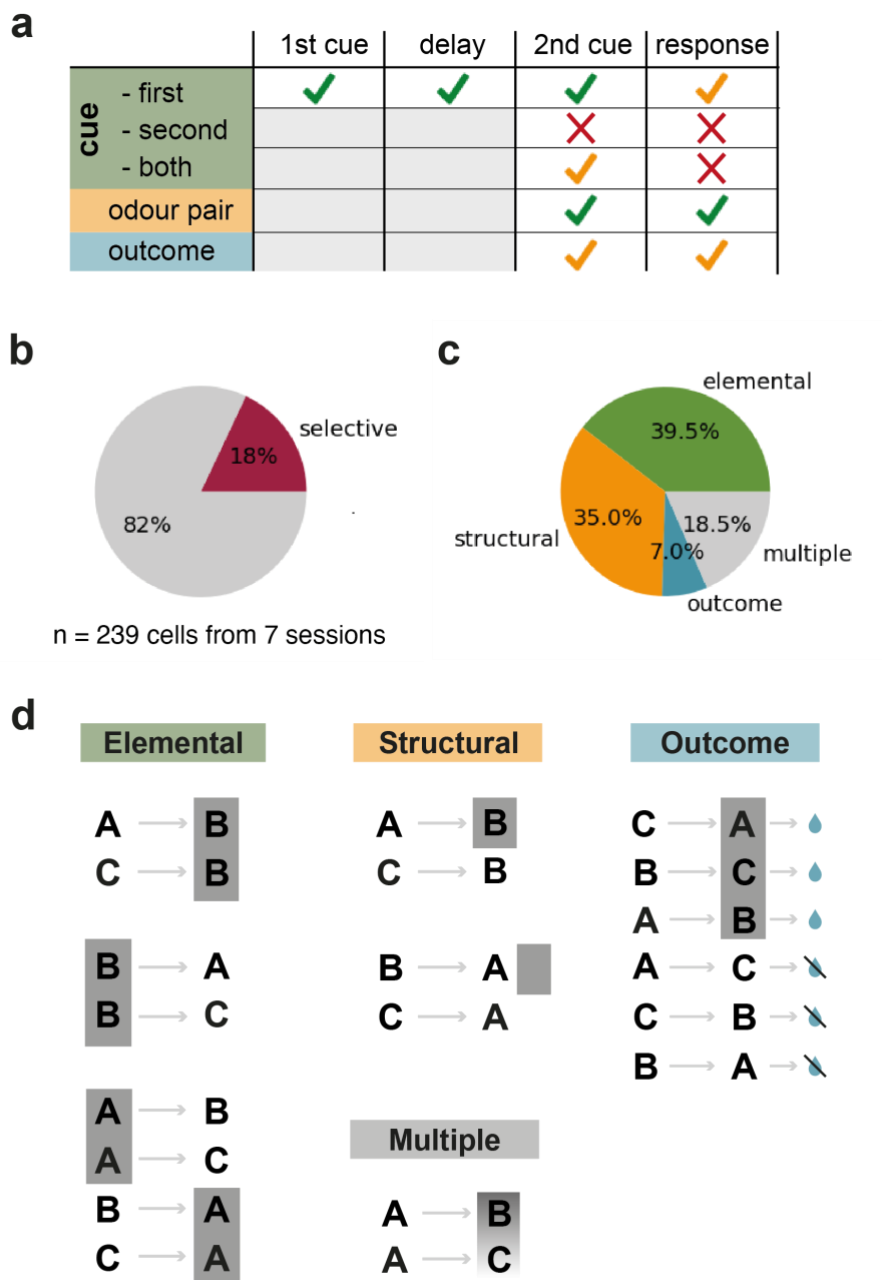 a
1st cue delay 2nd cue response
cue
- first
- second
- both
odour pair
outcome
b
selective
18%
82%
n = 239 cells from 7 sessions
c
elemental
39.5%
structural
35.0%
18.5%
7.0%
multiple
outcome
d
Elemental Structural Outcome
A → B A → B C → A →
C → B C → B B → C →
A → B →
B → A B → A A → C →
B → C C → A C → B →
B → A →
A → B
A → C
Multiple
B → A A → B
C → A A → C